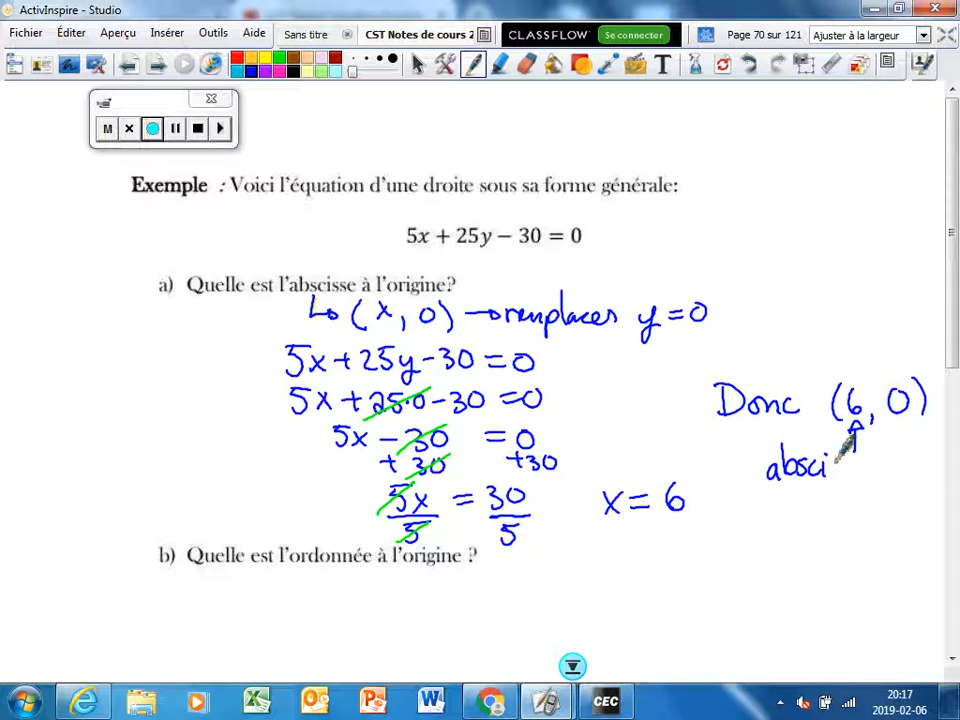 ActivInspire - Studio
Fichier Éditer Aperçu Insérer Outils Aide
Sans titre
CST Notes de cours 2
CLASSFLOW
Se connecter
Page 70 sur 121
Ajuster à la largeur
M
Exemple : Voici l'équation d'une droite sous sa forme générale:
5x + 25y − 30 = 0
a) Quelle est l'abscisse à l'origine?
↳ (x, 0) → remplacer y = 0
5x + 25y - 30 = 0
5x + 25·0 - 30 = 0
5x - 30 = 0
+ 30 +30
5x/5 = 30/5 x = 6
Donc (6, 0)
absci
b) Quelle est l'ordonnée à l'origine ?
CEC
20:17
2019-02-06